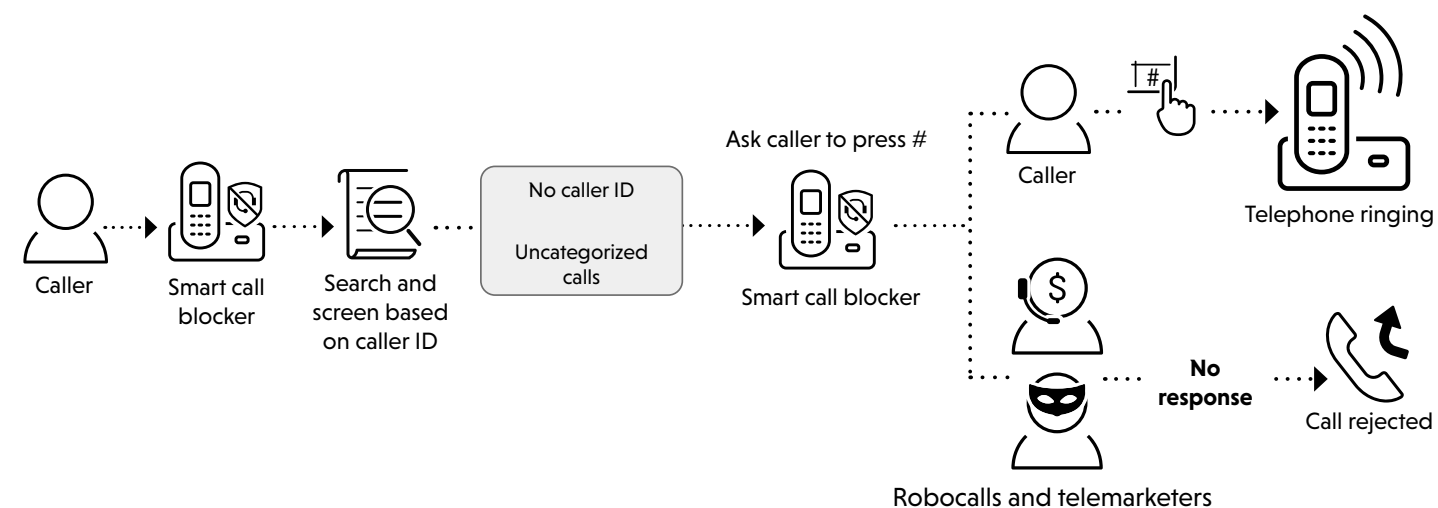 Caller
Smart call
blocker
Search and
screen based
on caller ID
No caller ID
Uncategorized
calls
Ask caller to press #
Smart call blocker
#
Caller
Telephone ringing
$
No
response
Call rejected
Robocalls and telemarketers